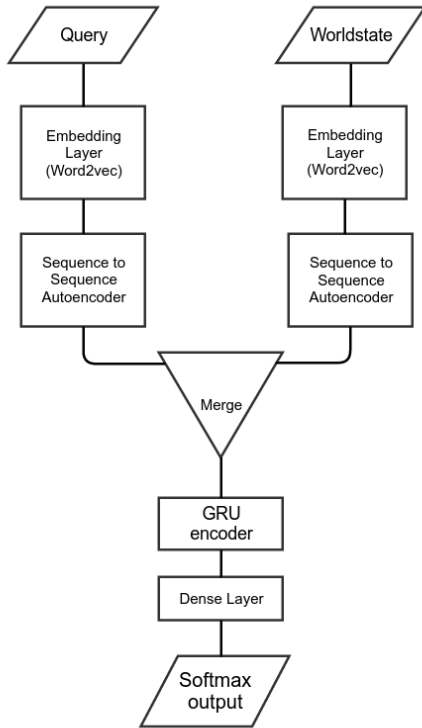 Query
Worldstate
Embedding
Layer
(Word2vec)
Embedding
Layer
(Word2vec)
Sequence to
Sequence
Autoencoder
Sequence to
Sequence
Autoencoder
Merge
GRU
encoder
Dense Layer
Softmax
output